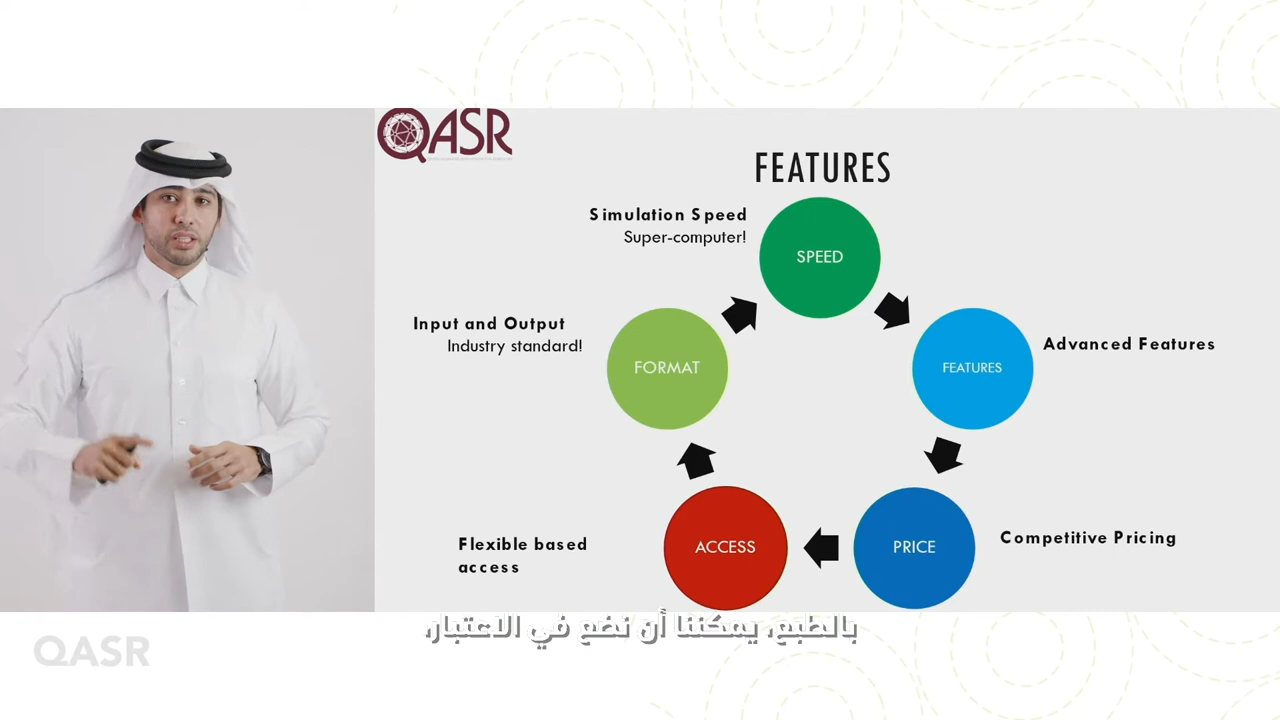 QASR
FEATURES
Simulation Speed
Super-computer!
SPEED
Input and Output
Industry standard!
FORMAT
FEATURES
Advanced Features
Flexible based
access
ACCESS
PRICE
Competitive Pricing
بالطبع، يمكننا أن نضع في الاعتبار،
QASR